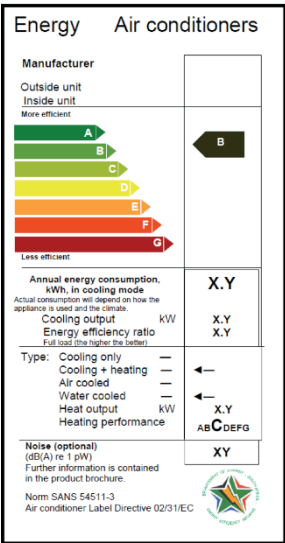 Energy Air conditioners
Manufacturer
Outside unit
Inside unit
More efficient
A
B
B
C
D
E
F
G
Less efficient
Annual energy consumption,
kWh, in cooling mode
X.Y
Actual consumption will depend on how the
appliance is used and the climate.
Cooling output kW X.Y
Energy efficiency ratio X.Y
Full load (the higher the better)
Type: Cooling only —
Cooling + heating —
Air cooled —
Water cooled —
Heat output kW X.Y
Heating performance ABCDEFG
Noise (optional)
(dB(A) re 1 pW)
XY
Further information is contained
in the product brochure.
Norm SANS 54511-3
Air conditioner Label Directive 02/31/EC